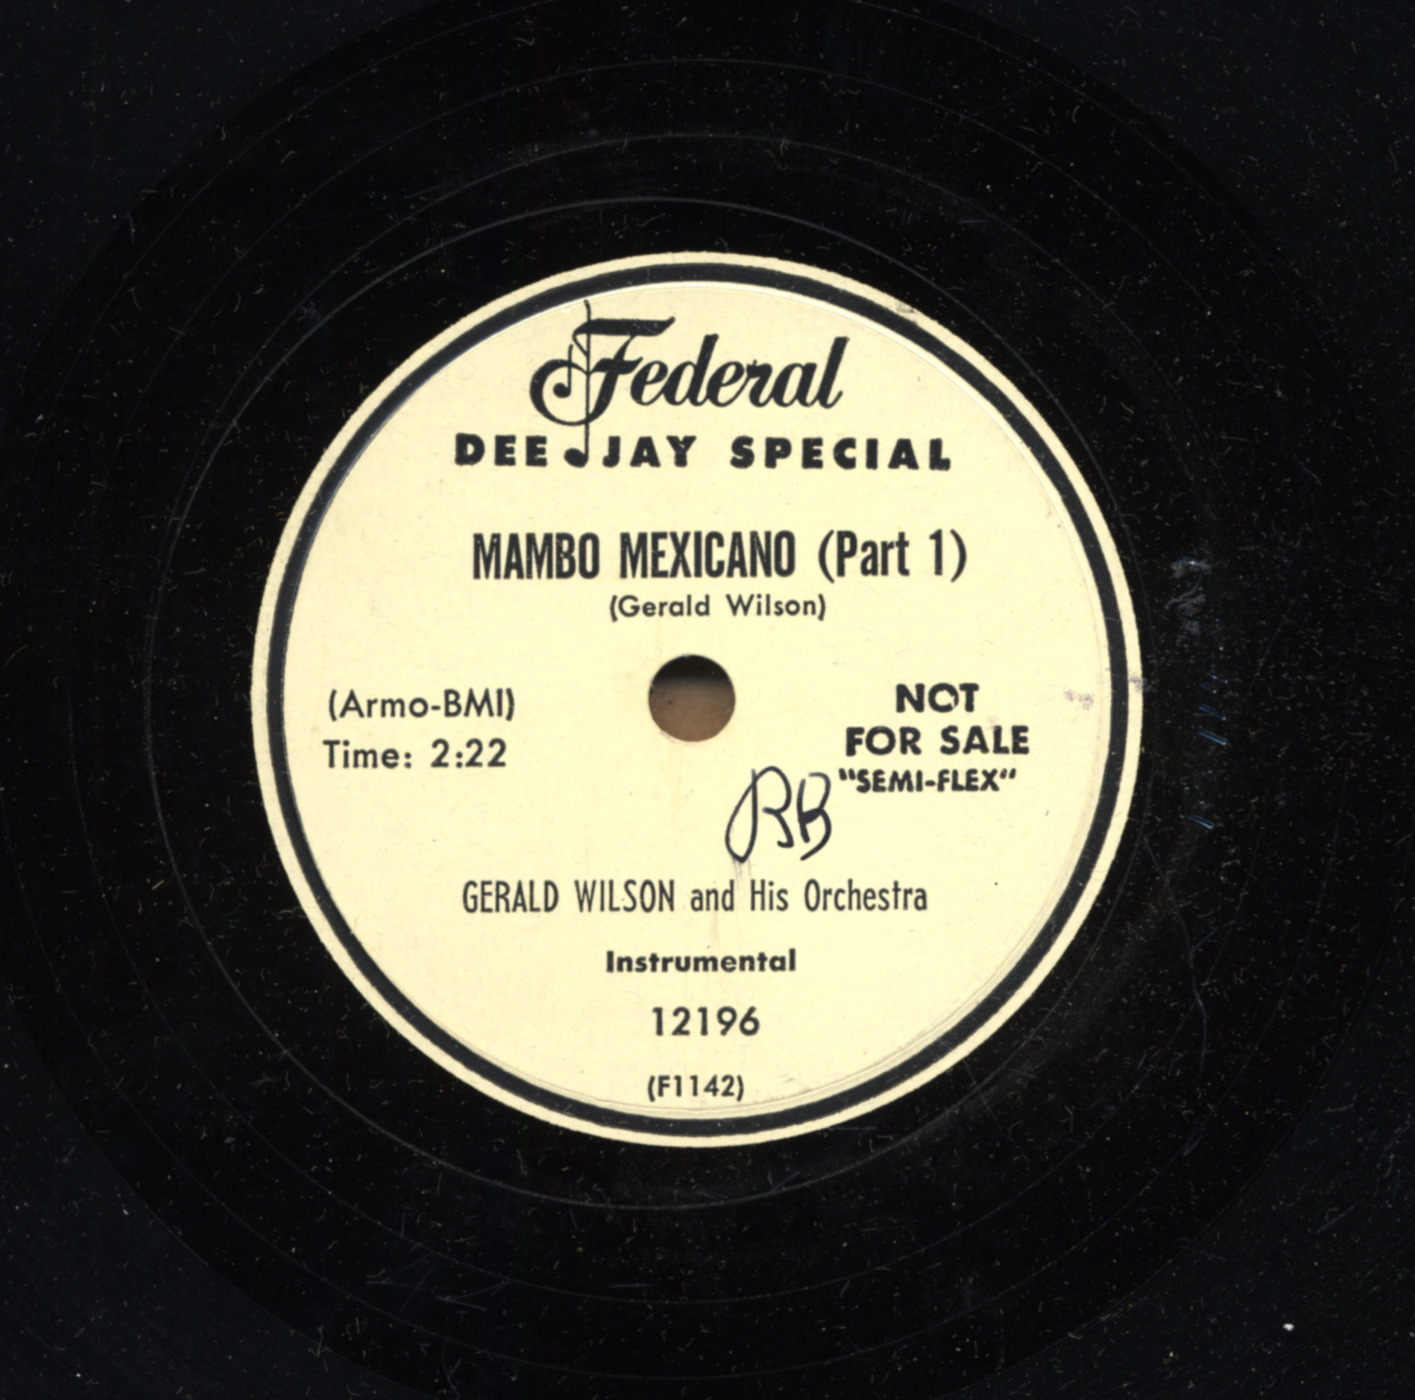 Federal
DEE JAY SPECIAL
MAMBO MEXICANO (Part 1)
(Gerald Wilson)
(Armo-BMI)
Time: 2:22
NOT
FOR SALE
"SEMI-FLEX"
RB
GERALD WILSON and His Orchestra
Instrumental
12196
(F1142)